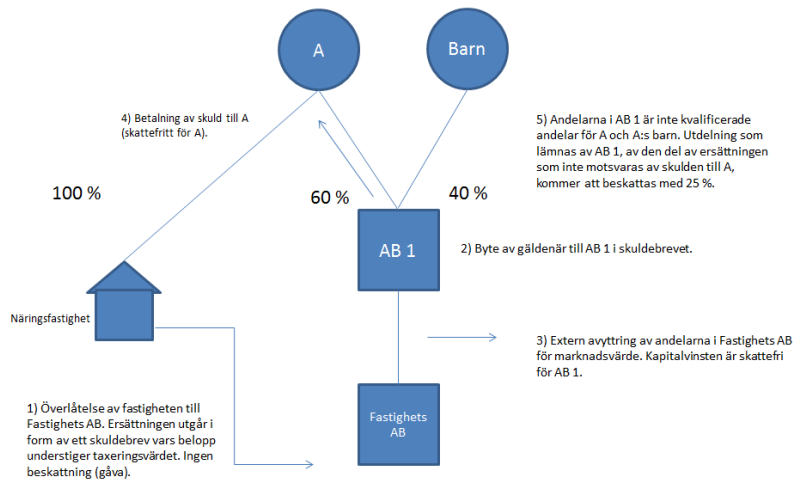 A
Barn
4) Betalning av skuld till A
(skattefritt för A).
5) Andelarna i AB 1 är inte kvalificerade
andelar för A och A:s barn. Utdelning som
lämnas av AB 1, av den del av ersättningen
som inte motsvaras av skulden till A,
kommer att beskattas med 25 %.
100 %
60 %
40 %
AB 1
2) Byte av gäldenär till AB 1 i skuldebrevet.
Näringsfastighet
3) Extern avyttring av andelarna i Fastighets AB
för marknadsvärde. Kapitalvinsten är skattefri
för AB 1.
1) Överlåtelse av fastigheten till
Fastighets AB. Ersättningen utgår i
form av ett skuldebrev vars belopp
understiger taxeringsvärdet. Ingen
beskattning (gåva).
Fastighets
AB